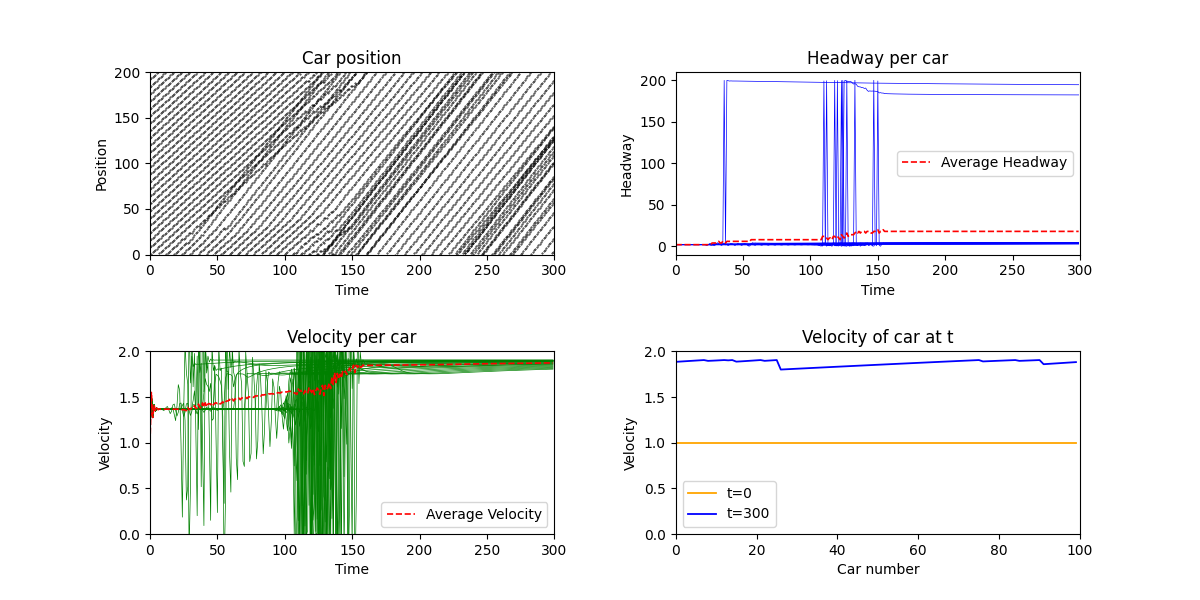 Car position
200
150
100
50
0
Position
0 50 100 150 200 250 300
Time
Headway per car
200
150
100
50
0
Headway
Average Headway
0 50 100 150 200 250 300
Time
Velocity per car
2.0
1.5
1.0
0.5
0.0
Velocity
Average Velocity
0 50 100 150 200 250 300
Time
Velocity of car at t
2.0
1.5
1.0
0.5
0.0
Velocity
t=0
t=300
0 20 40 60 80 100
Car number